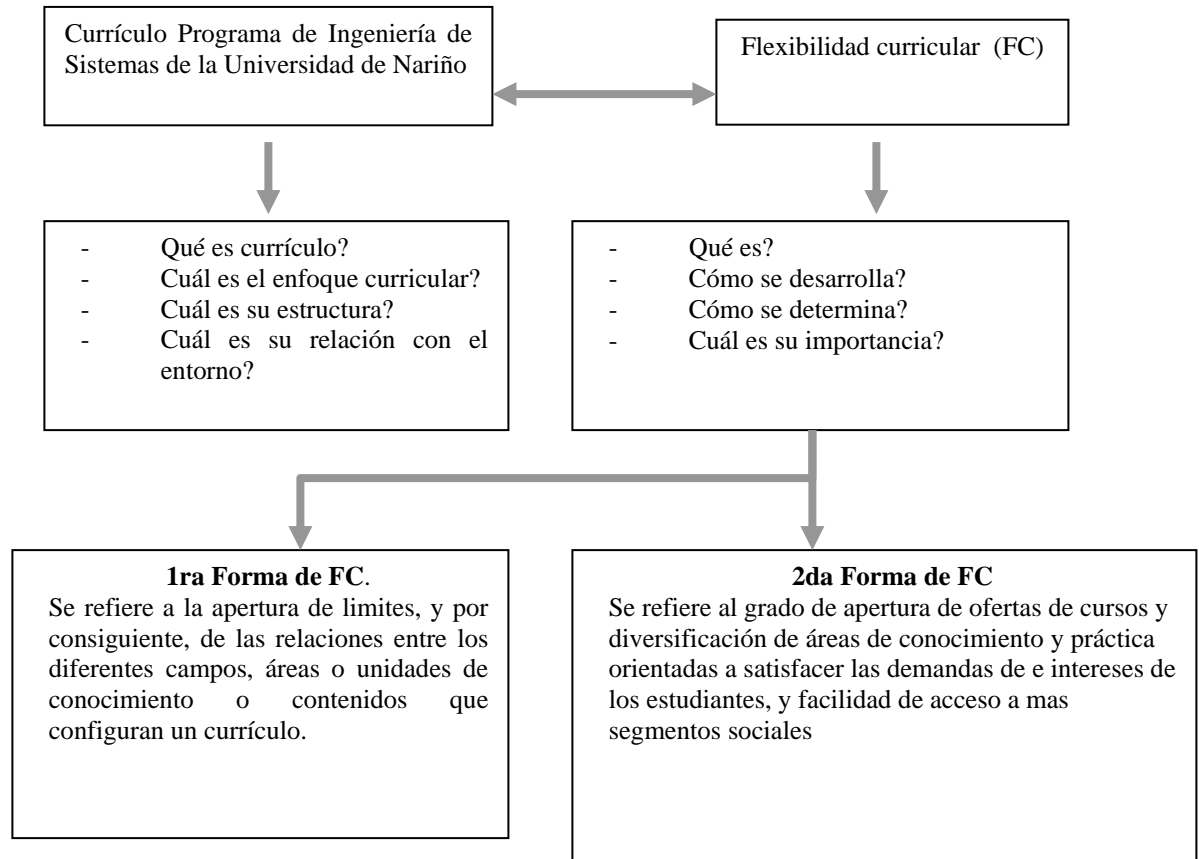 Currículo Programa de Ingeniería de
Sistemas de la Universidad de Nariño
Flexibilidad curricular (FC)
- Qué es currículo?
- Cuál es el enfoque curricular?
- Cuál es su estructura?
- Cuál es su relación con el
entorno?
- Qué es?
- Cómo se desarrolla?
- Cómo se determina?
- Cuál es su importancia?
1ra Forma de FC.
Se refiere a la apertura de limites, y por
consiguiente, de las relaciones entre los
diferentes campos, áreas o unidades de
conocimiento o contenidos que
configuran un currículo.
2da Forma de FC
Se refiere al grado de apertura de ofertas de cursos y
diversificación de áreas de conocimiento y práctica
orientadas a satisfacer las demandas de e intereses de
los estudiantes, y facilidad de acceso a mas
segmentos sociales